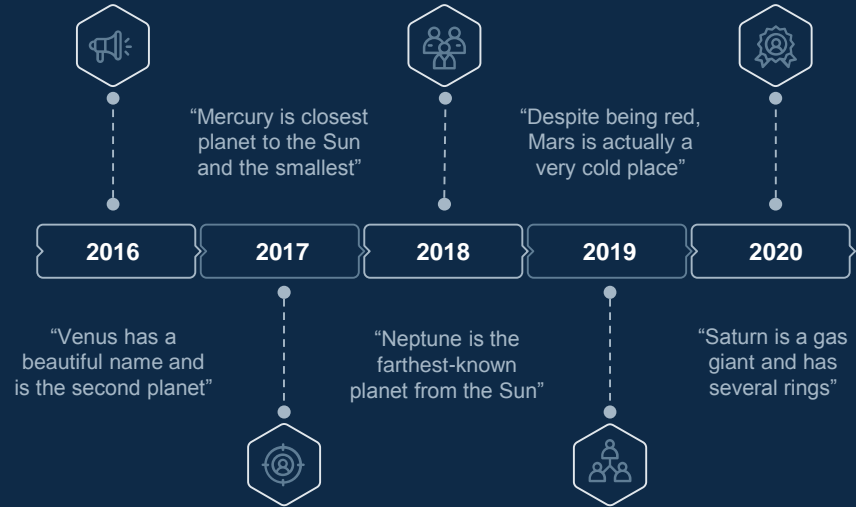 “Mercury is closest
planet to the Sun
and the smallest”
“Despite being red,
Mars is actually a
very cold place”
2016
2017
2018
2019
2020
“Venus has a
beautiful name and
is the second planet”
“Neptune is the
farthest-known
planet from the Sun”
“Saturn is a gas
giant and has
several rings”